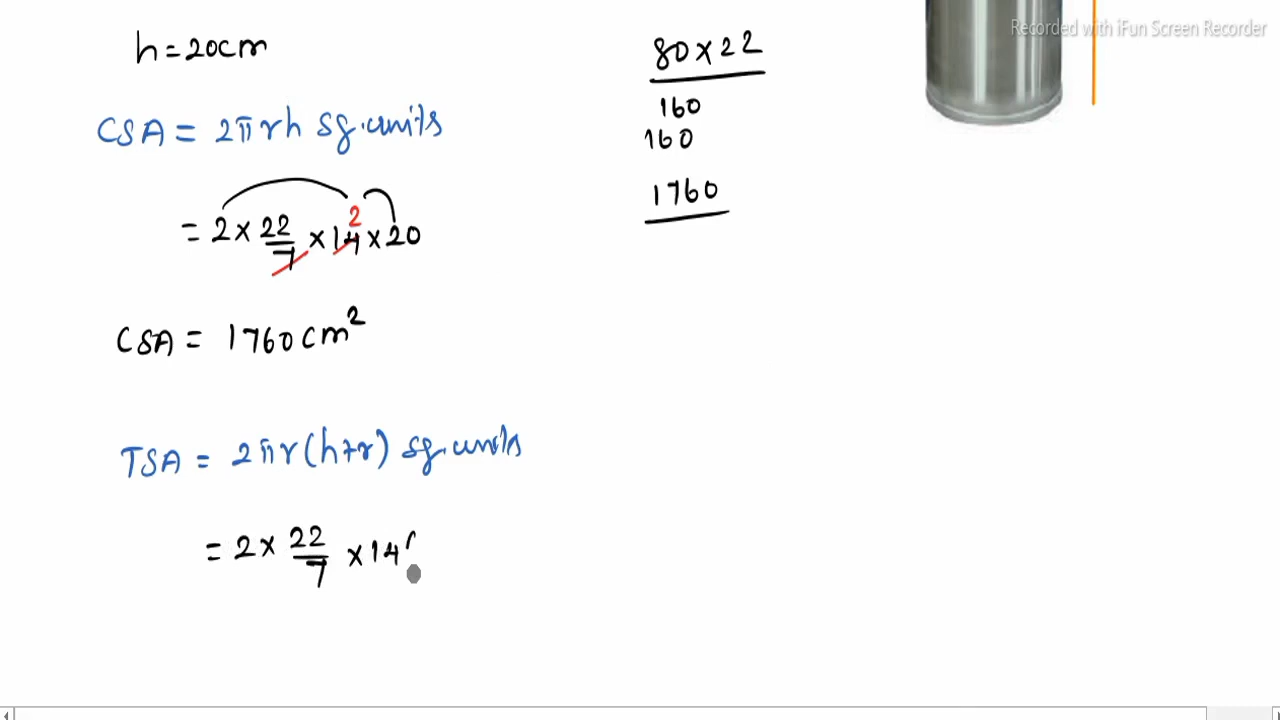 Recorded with iFun Screen Recorder
h = 20cm
CSA = 2πrh sq.units
= 2 × 22/7 × 14 × 20
2
CSA = 1760 cm²
TSA = 2πr(h+r) sq.units
= 2 × 22/7 × 14(
80 × 22
160
160
1760